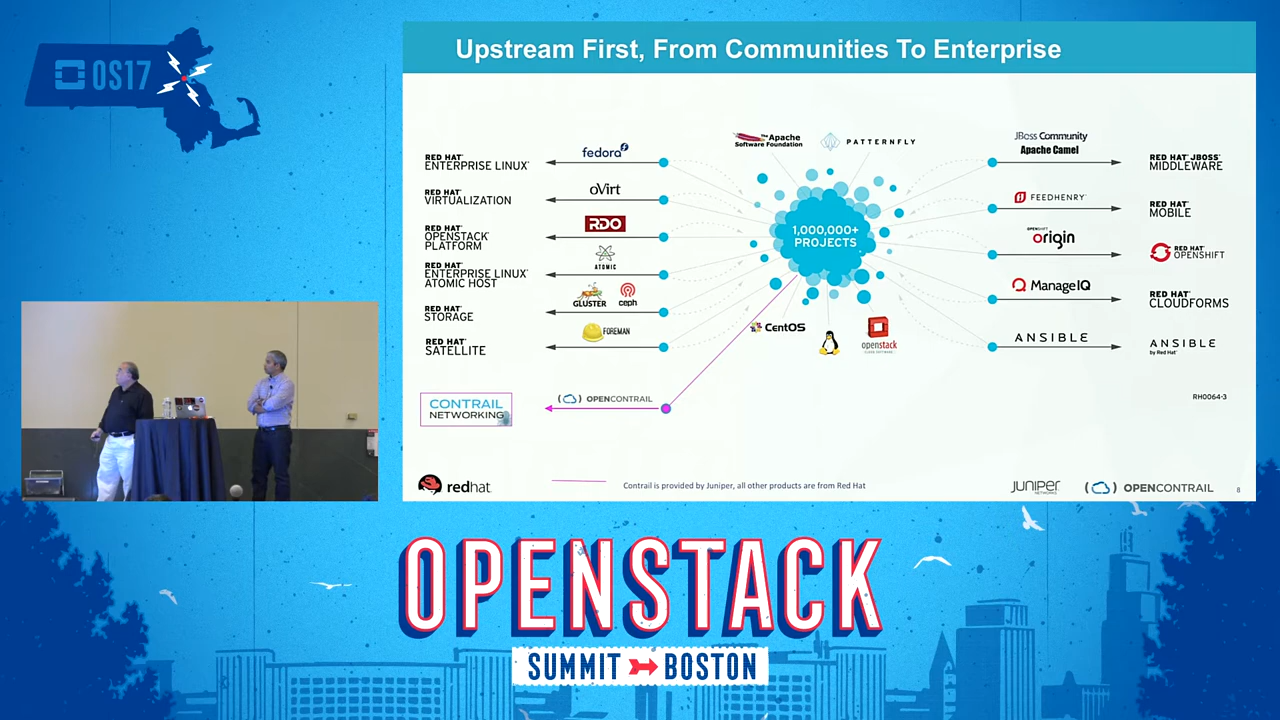 OS17
Upstream First, From Communities To Enterprise
RED HAT
ENTERPRISE LINUX
fedora
RED HAT
VIRTUALIZATION
oVirt
RED HAT
OPENSTACK
PLATFORM
RDO
RED HAT
ENTERPRISE LINUX
ATOMIC HOST
ATOMIC
RED HAT
STORAGE
GLUSTER
ceph
RED HAT
SATELLITE
FOREMAN
CONTRAIL
NETWORKING
OPENCONTRAIL
The Apache
Software Foundation
PATTERNFLY
1,000,000+
PROJECTS
CentOS
openstack
CLOUD SOFTWARE
JBoss Community
Apache Camel
RED HAT JBOSS
MIDDLEWARE
FEEDHENRY
RED HAT
MOBILE
OPENSHIFT
origin
RED HAT
OPENSHIFT
ManageIQ
RED HAT
CLOUDFORMS
ANSIBLE
ANSIBLE
by Red Hat
RH0064-3
redhat
Contrail is provided by Juniper, all other products are from Red Hat
JUNIPER
NETWORKS
OPENCONTRAIL
8
OPENSTACK
SUMMIT BOSTON